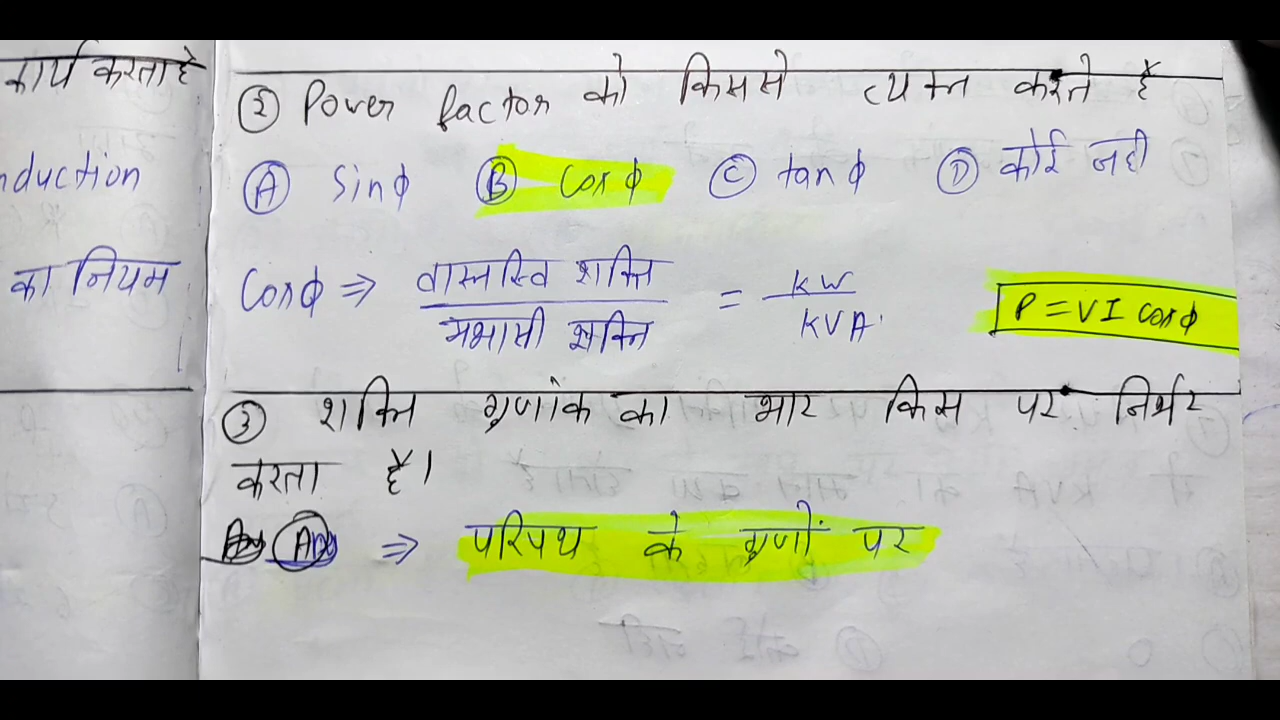 कार्य करता है
nduction
का नियम
② Power factor को किससे व्यक्त करते है
Ⓐ sinϕ Ⓑ cosϕ Ⓒ tanϕ Ⓓ कोई नही
cosϕ ⇒ वास्तविक शक्ति / आभासी शक्ति = KW / KVA P = VI cosϕ
③ शक्ति गुणांक का भार किस पर निर्भर
करता है।
Ans ⇒ परिपथ के गुणों पर